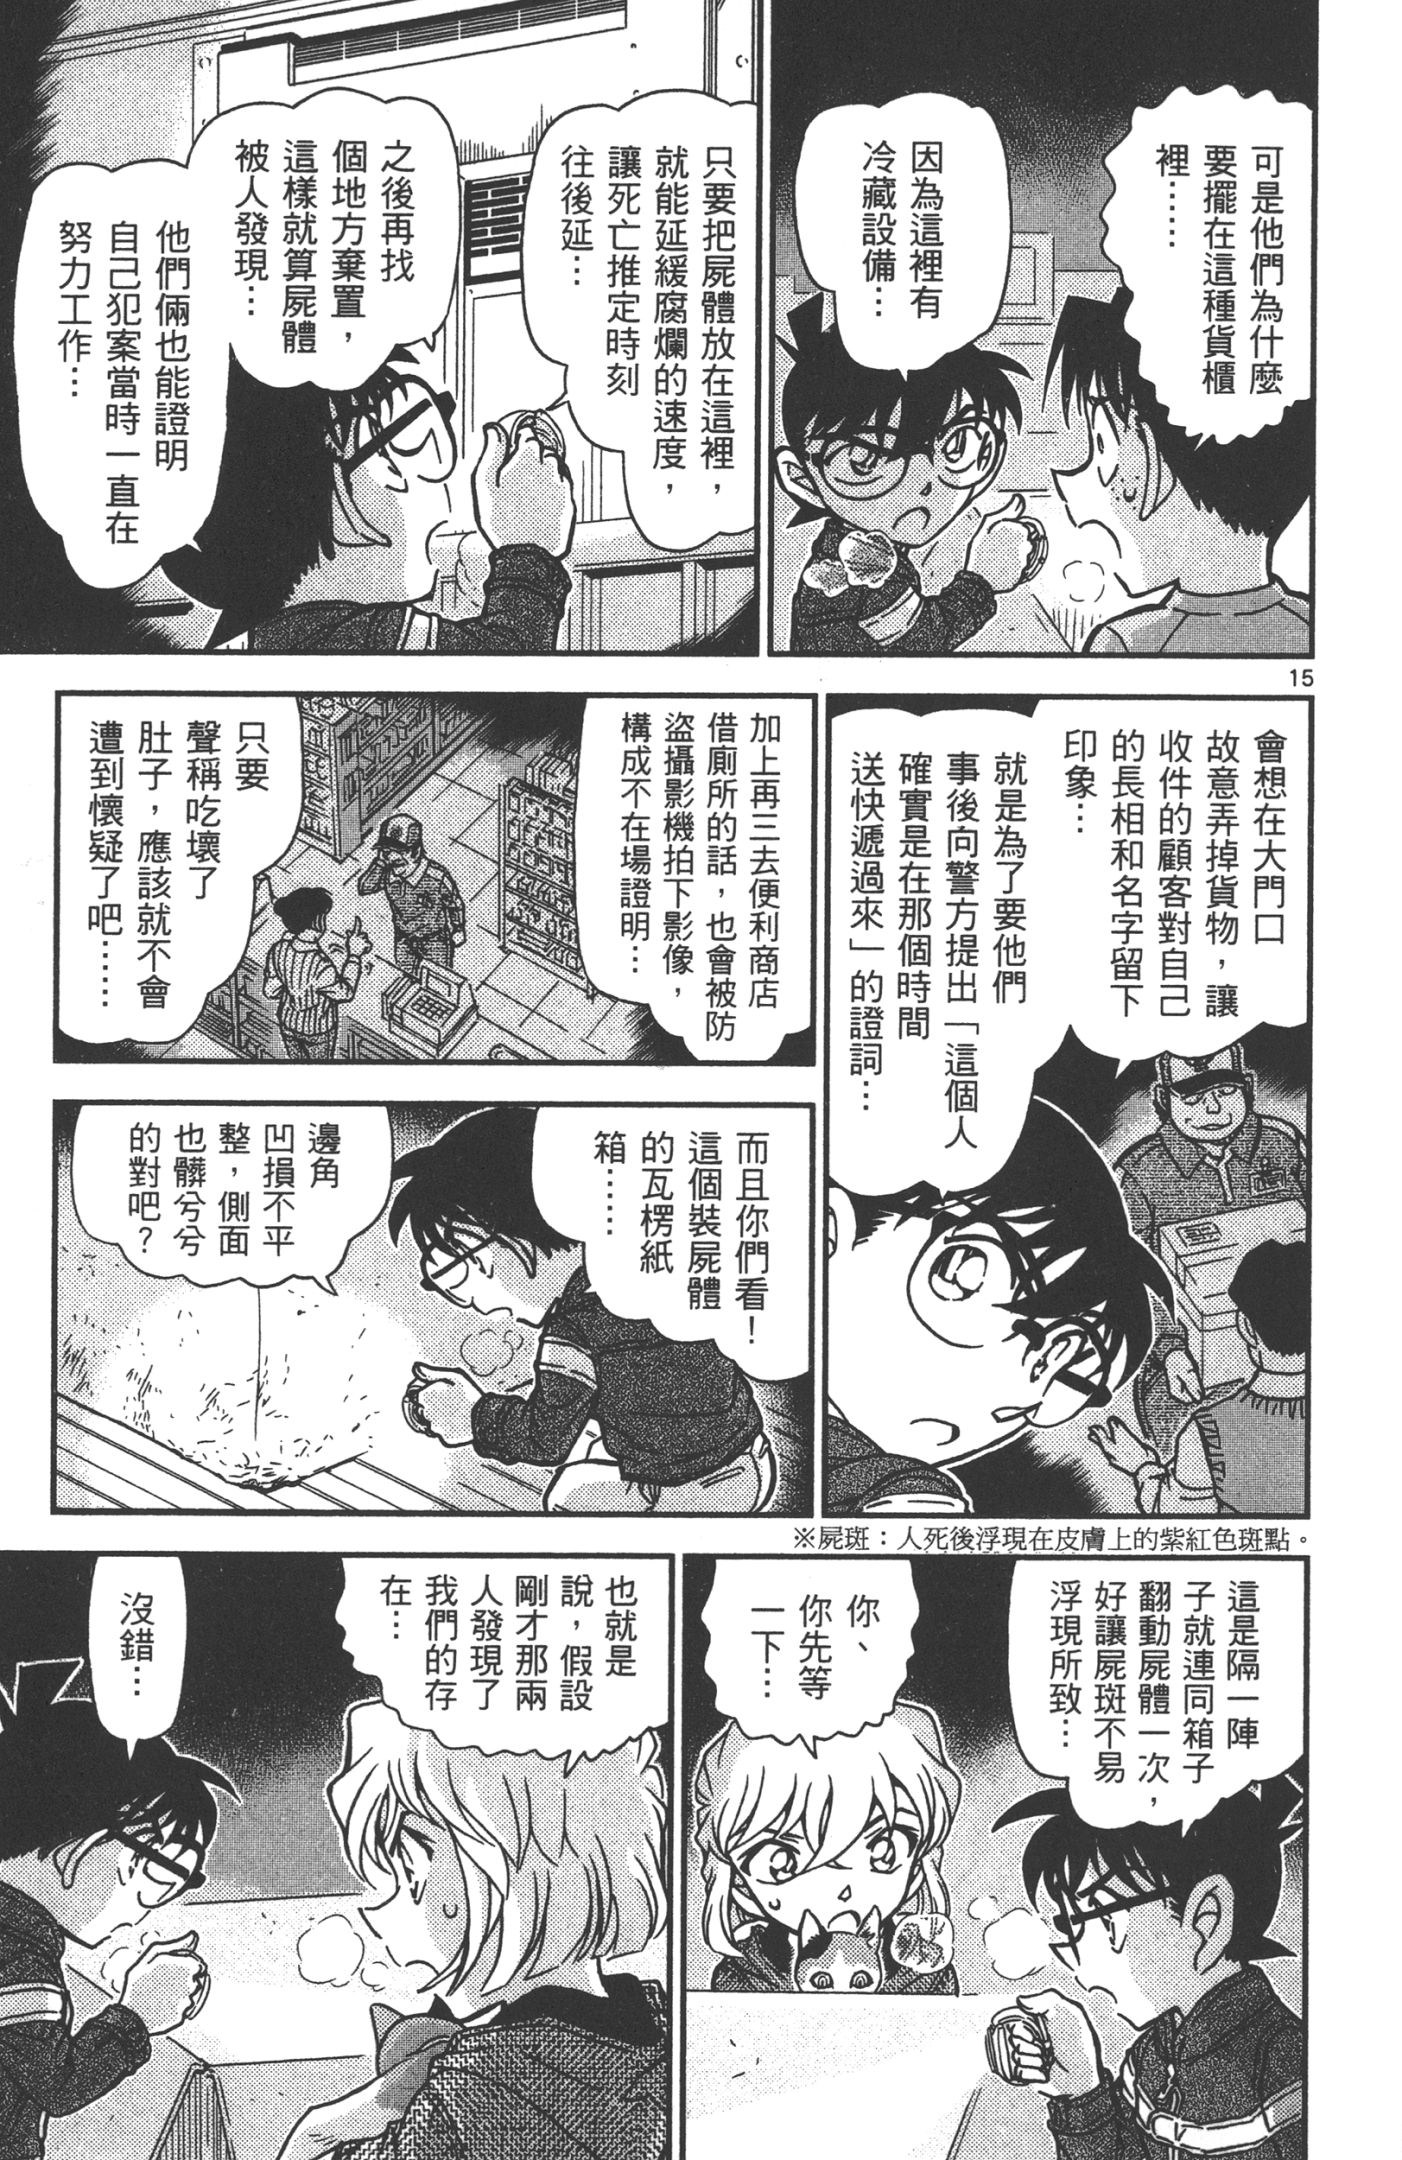 可是他們為什麼
要擺在這種貨櫃
裡……
因為這裡有
冷藏設備…
只要把屍體放在這裡，
就能延緩腐爛的速度，
讓死亡推定時刻
往後延…
之後再找
個地方棄置，
這樣就算屍體
被人發現…
他們倆也能證明
自己犯案當時一直在
努力工作…
15
會想在大門口
故意弄掉貨物，讓
收件的顧客對自己
的長相和名字留下
印象…
就是為了要他們
事後向警方提出「這個人
確實是在那個時間
送快遞過來」的證詞…
加上再三去便利商店
借廁所的話，也會被防
盜攝影機拍下影像，
構成不在場證明…
只要
聲稱吃壞了
肚子，應該就不會
遭到懷疑了吧……
而且你們看！
這個裝屍體
的瓦楞紙
箱……
邊角
凹損不平
整，側面
也髒兮兮
的對吧？
※屍斑：人死後浮現在皮膚上的紫紅色斑點。
這是隔一陣
子就連同箱子
翻動屍體一次，
好讓屍斑不易
浮現所致…
你、
你先等
一下…
也就是
說，假設
剛才那兩
人發現了
我們的存
在…
沒錯…